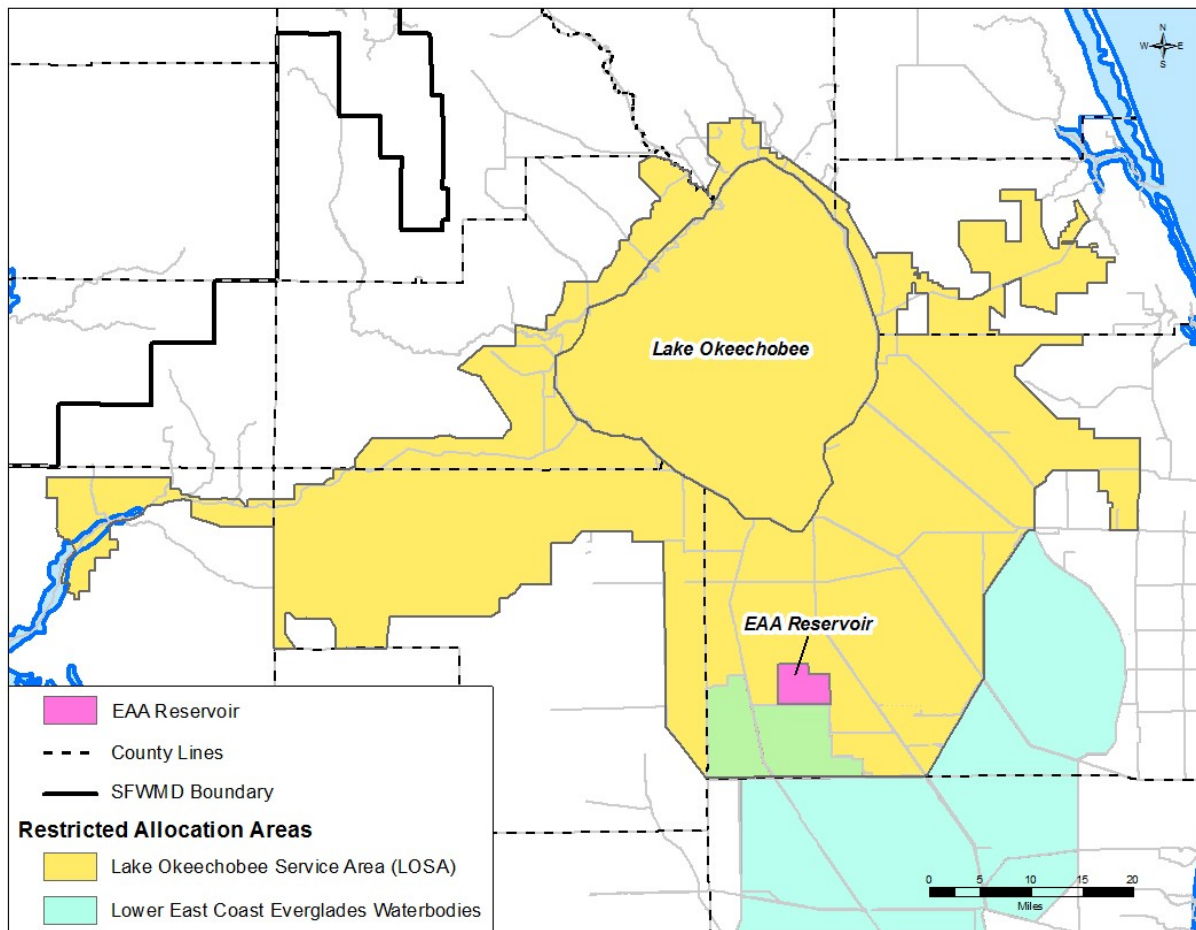 N
W E
S
Lake Okeechobee
EAA Reservoir
EAA Reservoir
County Lines
SFWMD Boundary
Restricted Allocation Areas
Lake Okeechobee Service Area (LOSA)
Lower East Coast Everglades Waterbodies
0 5 10 15 20
Miles